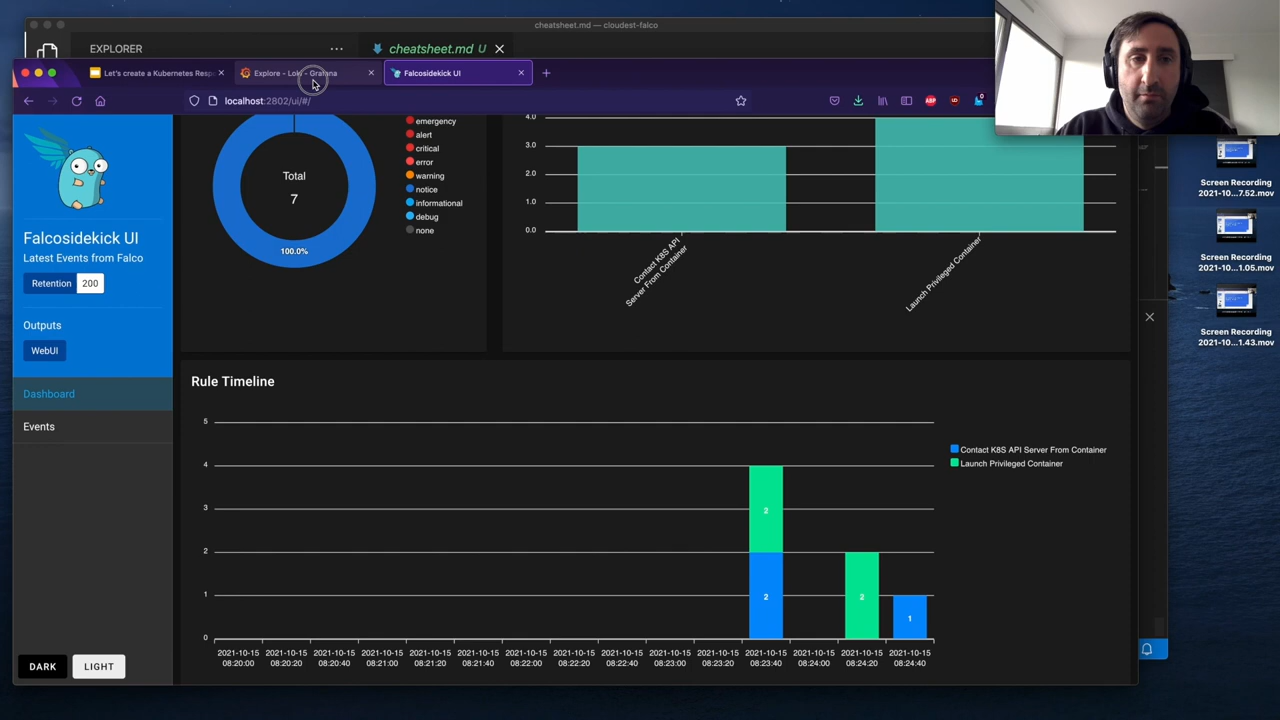 cheatsheet.md — cloudest-falco
EXPLORER
cheatsheet.md U
Let's create a Kubernetes Resp
Explore - Loki - Grafana
Falcosidekick UI
localhost:2802/ui/#/
ABP
0
Falcosidekick UI
Latest Events from Falco
Retention 200
Outputs
WebUI
Dashboard
Events
DARK LIGHT
Total
7
100.0%
emergency
alert
critical
error
warning
notice
informational
debug
none
4.0
3.0
2.0
1.0
0.0
Contact K8S API
Server From Container
Launch Privileged Container
Rule Timeline
5
4
3
2
1
0
2
2
2
1
Contact K8S API Server From Container
Launch Privileged Container
2021-10-15 2021-10-15 2021-10-15 2021-10-15 2021-10-15 2021-10-15 2021-10-15 2021-10-15 2021-10-15 2021-10-15 2021-10-15 2021-10-15 2021-10-15 2021-10-15 2021-10-15
08:20:00 08:20:20 08:20:40 08:21:00 08:21:20 08:21:40 08:22:00 08:22:20 08:22:40 08:23:00 08:23:20 08:23:40 08:24:00 08:24:20 08:24:40
Screen Recording
2021-10...7.52.mov
Screen Recording
2021-10...1.05.mov
Screen Recording
2021-10...1.43.mov